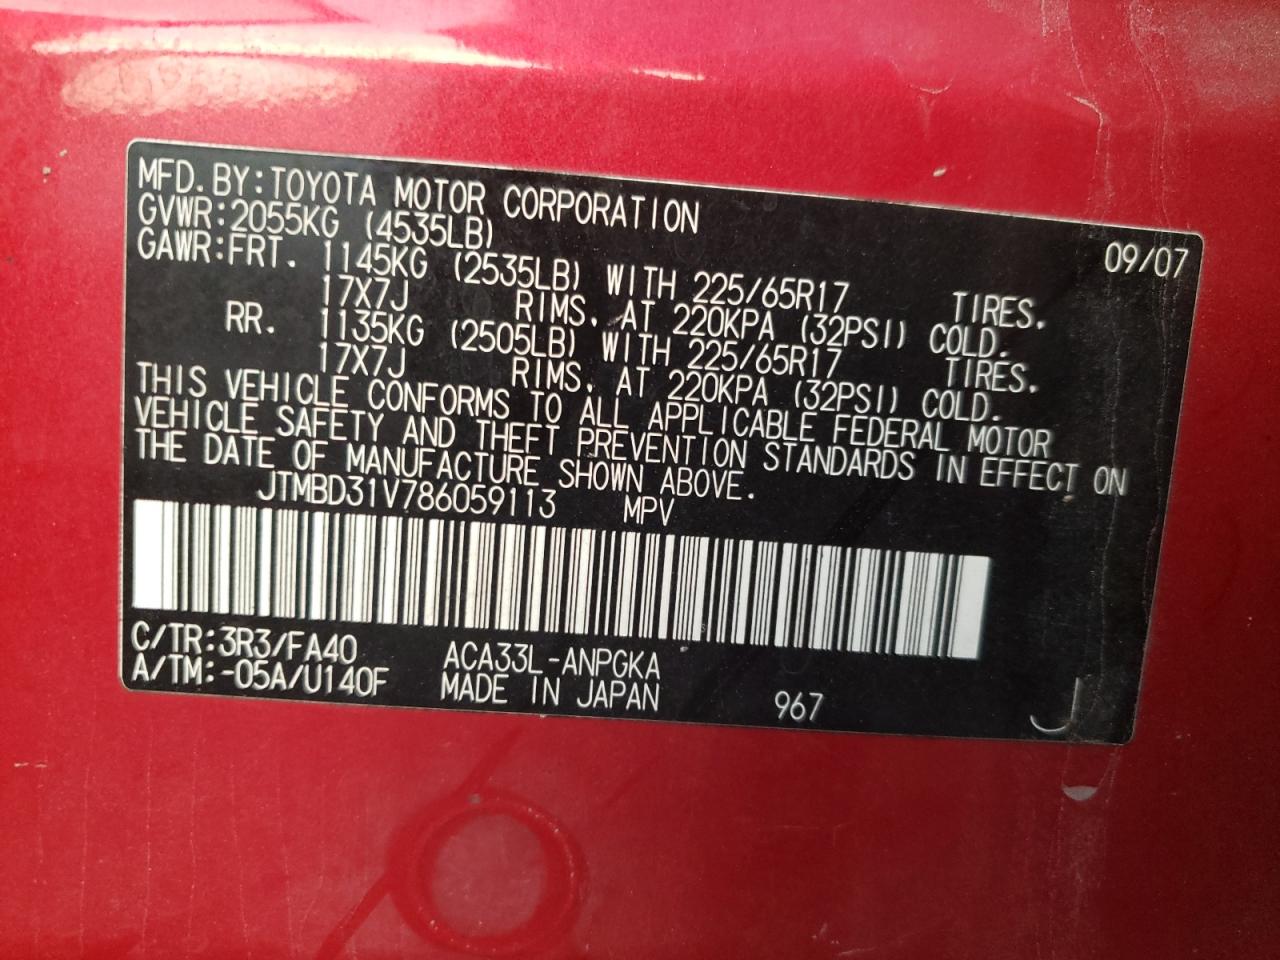 MFD. BY: TOYOTA MOTOR CORPORATION 09/07
GVWR: 2055KG (4535LB)
GAWR: FRT. 1145KG (2535LB) WITH 225/65R17 TIRES.
17X7J RIMS, AT 220KPA (32PSI) COLD.
RR. 1135KG (2505LB) WITH 225/65R17 TIRES.
17X7J RIMS, AT 220KPA (32PSI) COLD.
THIS VEHICLE CONFORMS TO ALL APPLICABLE FEDERAL MOTOR
VEHICLE SAFETY AND THEFT PREVENTION STANDARDS IN EFFECT ON
THE DATE OF MANUFACTURE SHOWN ABOVE.
JTMBD31V786059113 MPV
C/TR: 3R3/FA40 ACA33L-ANPGKA
A/TM: -05A/U140F MADE IN JAPAN 967 J